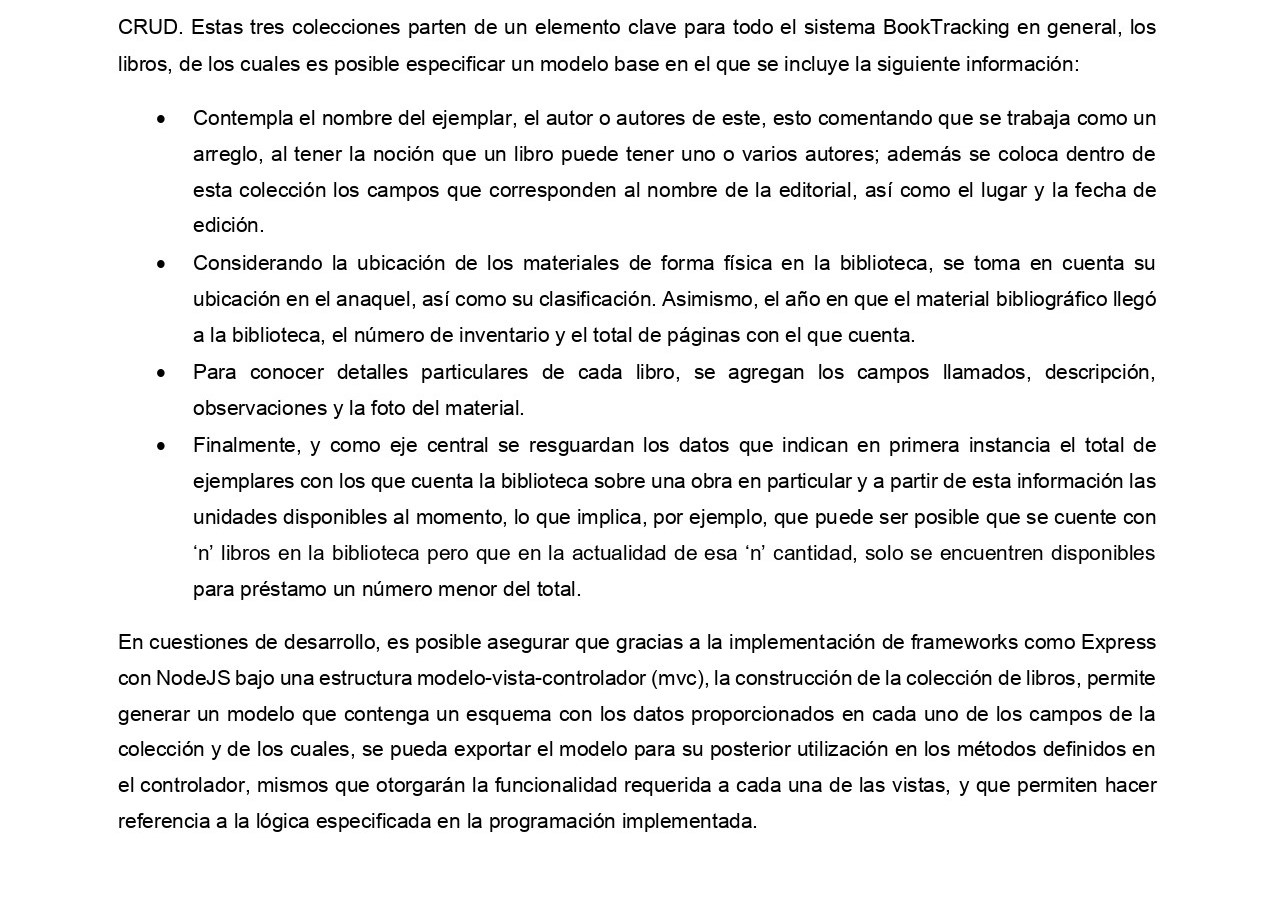 CRUD. Estas tres colecciones parten de un elemento clave para todo el sistema BookTracking en general, los
libros, de los cuales es posible especificar un modelo base en el que se incluye la siguiente información:
• Contempla el nombre del ejemplar, el autor o autores de este, esto comentando que se trabaja como un
arreglo, al tener la noción que un libro puede tener uno o varios autores; además se coloca dentro de
esta colección los campos que corresponden al nombre de la editorial, así como el lugar y la fecha de
edición.
• Considerando la ubicación de los materiales de forma física en la biblioteca, se toma en cuenta su
ubicación en el anaquel, así como su clasificación. Asimismo, el año en que el material bibliográfico llegó
a la biblioteca, el número de inventario y el total de páginas con el que cuenta.
• Para conocer detalles particulares de cada libro, se agregan los campos llamados, descripción,
observaciones y la foto del material.
• Finalmente, y como eje central se resguardan los datos que indican en primera instancia el total de
ejemplares con los que cuenta la biblioteca sobre una obra en particular y a partir de esta información las
unidades disponibles al momento, lo que implica, por ejemplo, que puede ser posible que se cuente con
‘n’ libros en la biblioteca pero que en la actualidad de esa ‘n’ cantidad, solo se encuentren disponibles
para préstamo un número menor del total.
En cuestiones de desarrollo, es posible asegurar que gracias a la implementación de frameworks como Express
con NodeJS bajo una estructura modelo-vista-controlador (mvc), la construcción de la colección de libros, permite
generar un modelo que contenga un esquema con los datos proporcionados en cada uno de los campos de la
colección y de los cuales, se pueda exportar el modelo para su posterior utilización en los métodos definidos en
el controlador, mismos que otorgarán la funcionalidad requerida a cada una de las vistas, y que permiten hacer
referencia a la lógica especificada en la programación implementada.